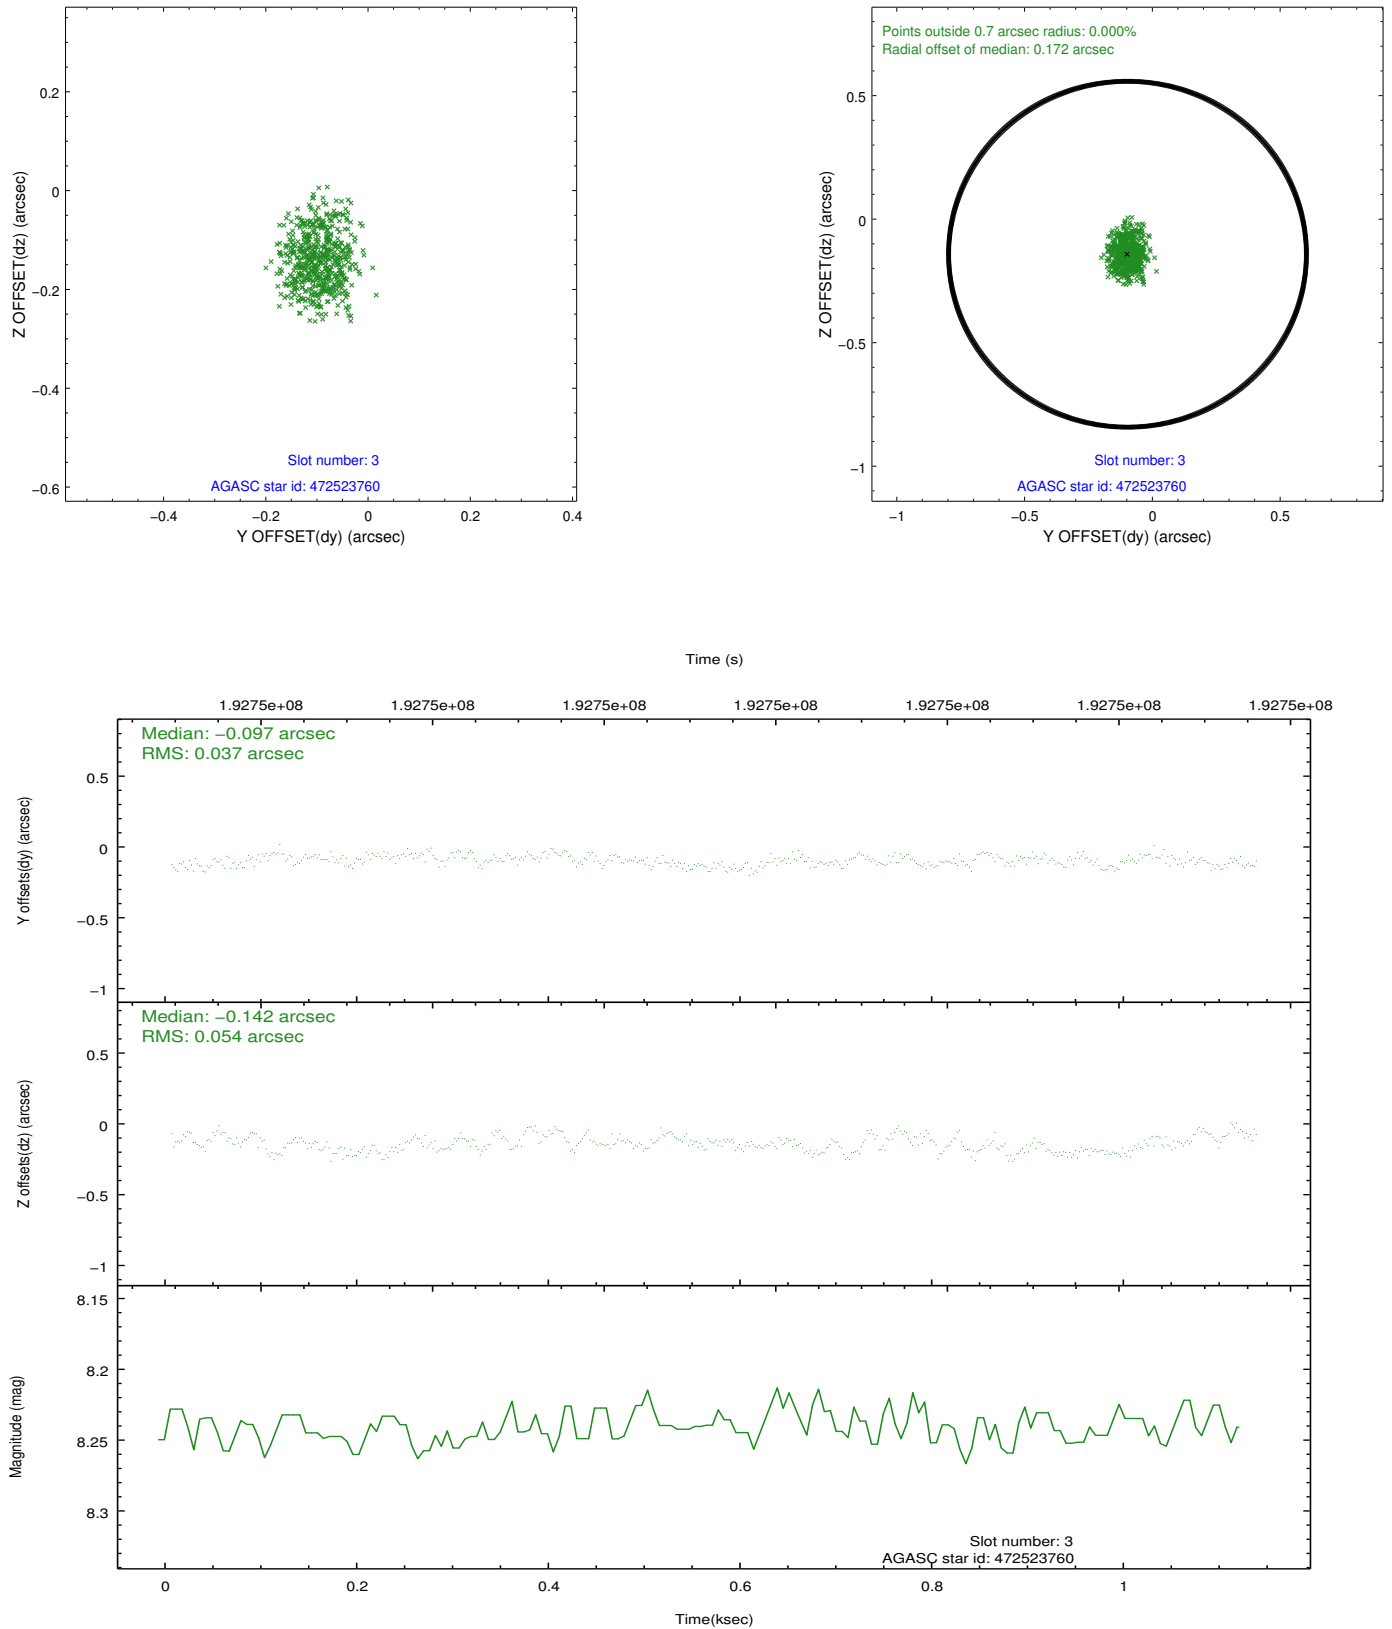 0.2
0
−0.2
−0.4
−0.6
Z OFFSET(dz) (arcsec)
Slot number: 3
AGASC star id: 472523760
−0.4 −0.2 0 0.2 0.4
Y OFFSET(dy) (arcsec)
Points outside 0.7 arcsec radius: 0.000%
Radial offset of median: 0.172 arcsec
0.5
0
−0.5
−1
Z OFFSET(dz) (arcsec)
Slot number: 3
AGASC star id: 472523760
−1 −0.5 0 0.5
Y OFFSET(dy) (arcsec)
Time (s)
1.9275e+08 1.9275e+08 1.9275e+08 1.9275e+08 1.9275e+08 1.9275e+08 1.9275e+08
Median: −0.097 arcsec
RMS: 0.037 arcsec
0.5
0
−0.5
−1
Y offsets(dy) (arcsec)
Median: −0.142 arcsec
RMS: 0.054 arcsec
0.5
0
−0.5
−1
Z offsets(dz) (arcsec)
8.15
8.2
8.25
8.3
Magnitude (mag)
Slot number: 3
AGASC star id: 472523760
0 0.2 0.4 0.6 0.8 1
Time(ksec)